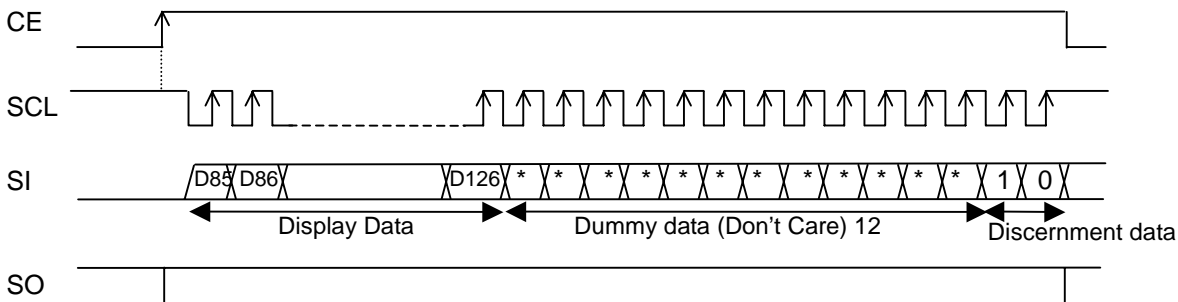 CE
SCL
SI D85 D86 D126 * * * * * * * * * * * * 1 0
Display Data Dummy data (Don't Care) 12 Discernment data
SO